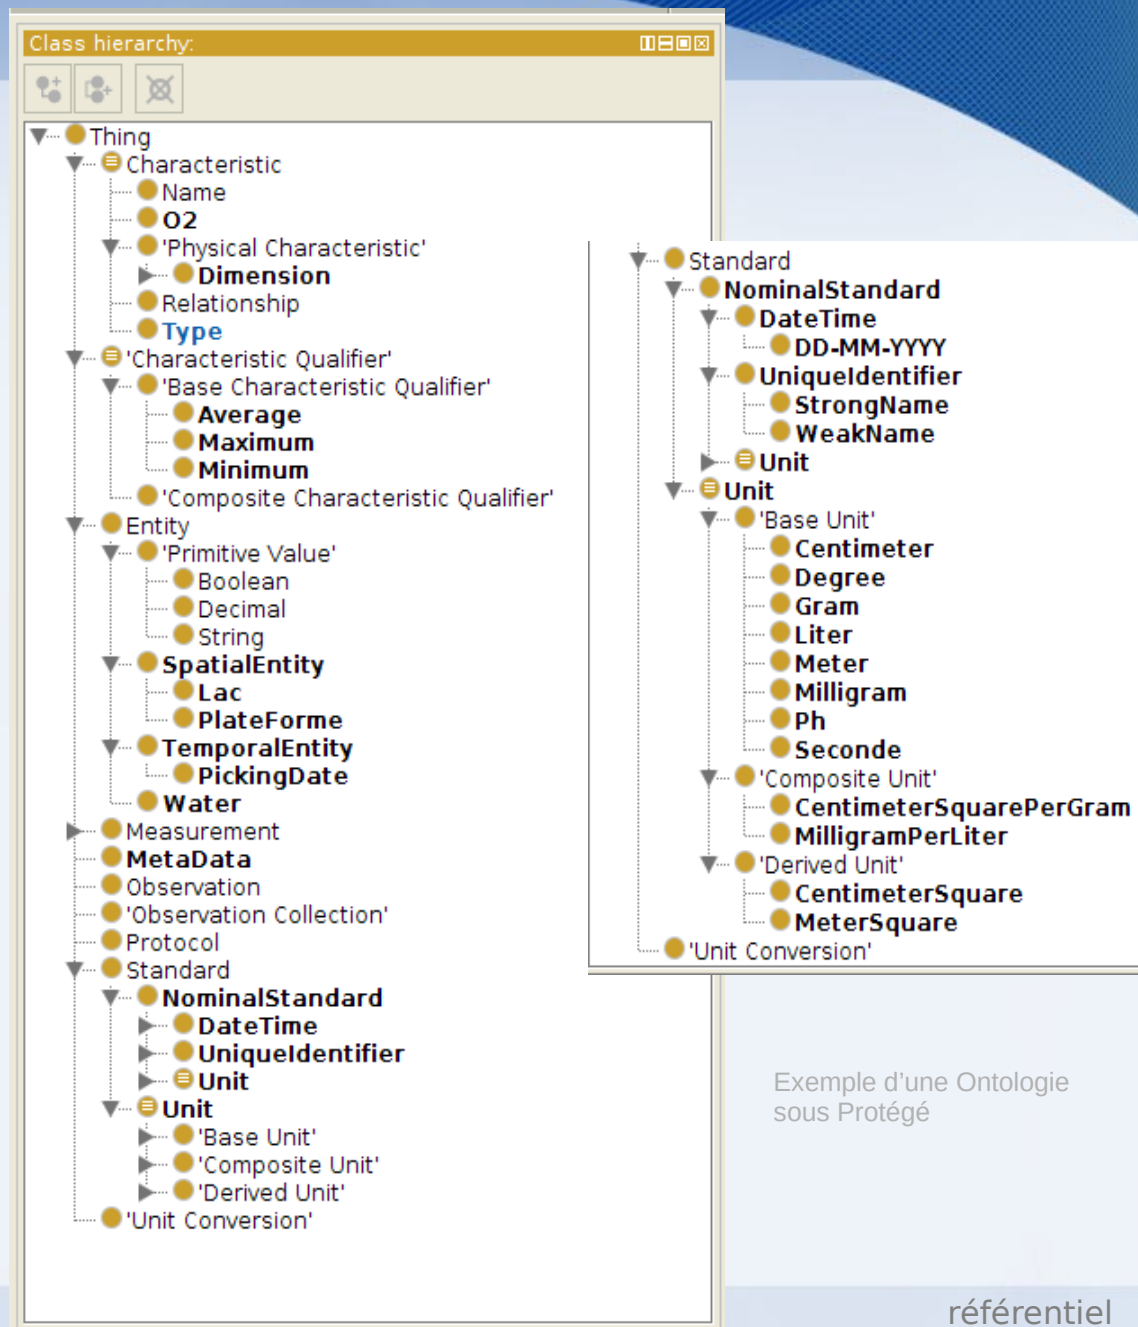 Class hierarchy:
Thing
Characteristic
Name
O2
'Physical Characteristic'
Dimension
Relationship
Type
'Characteristic Qualifier'
'Base Characteristic Qualifier'
Average
Maximum
Minimum
'Composite Characteristic Qualifier'
Entity
'Primitive Value'
Boolean
Decimal
String
SpatialEntity
Lac
PlateForme
TemporalEntity
PickingDate
Water
Measurement
MetaData
Observation
'Observation Collection'
Protocol
Standard
NominalStandard
DateTime
UniqueIdentifier
Unit
Unit
'Base Unit'
'Composite Unit'
'Derived Unit'
'Unit Conversion'
Standard
NominalStandard
DateTime
DD-MM-YYYY
UniqueIdentifier
StrongName
WeakName
Unit
Unit
'Base Unit'
Centimeter
Degree
Gram
Liter
Meter
Milligram
Ph
Seconde
'Composite Unit'
CentimeterSquarePerGram
MilligramPerLiter
'Derived Unit'
CentimeterSquare
MeterSquare
'Unit Conversion'
Exemple d'une Ontologie
sous Protégé
référentiel